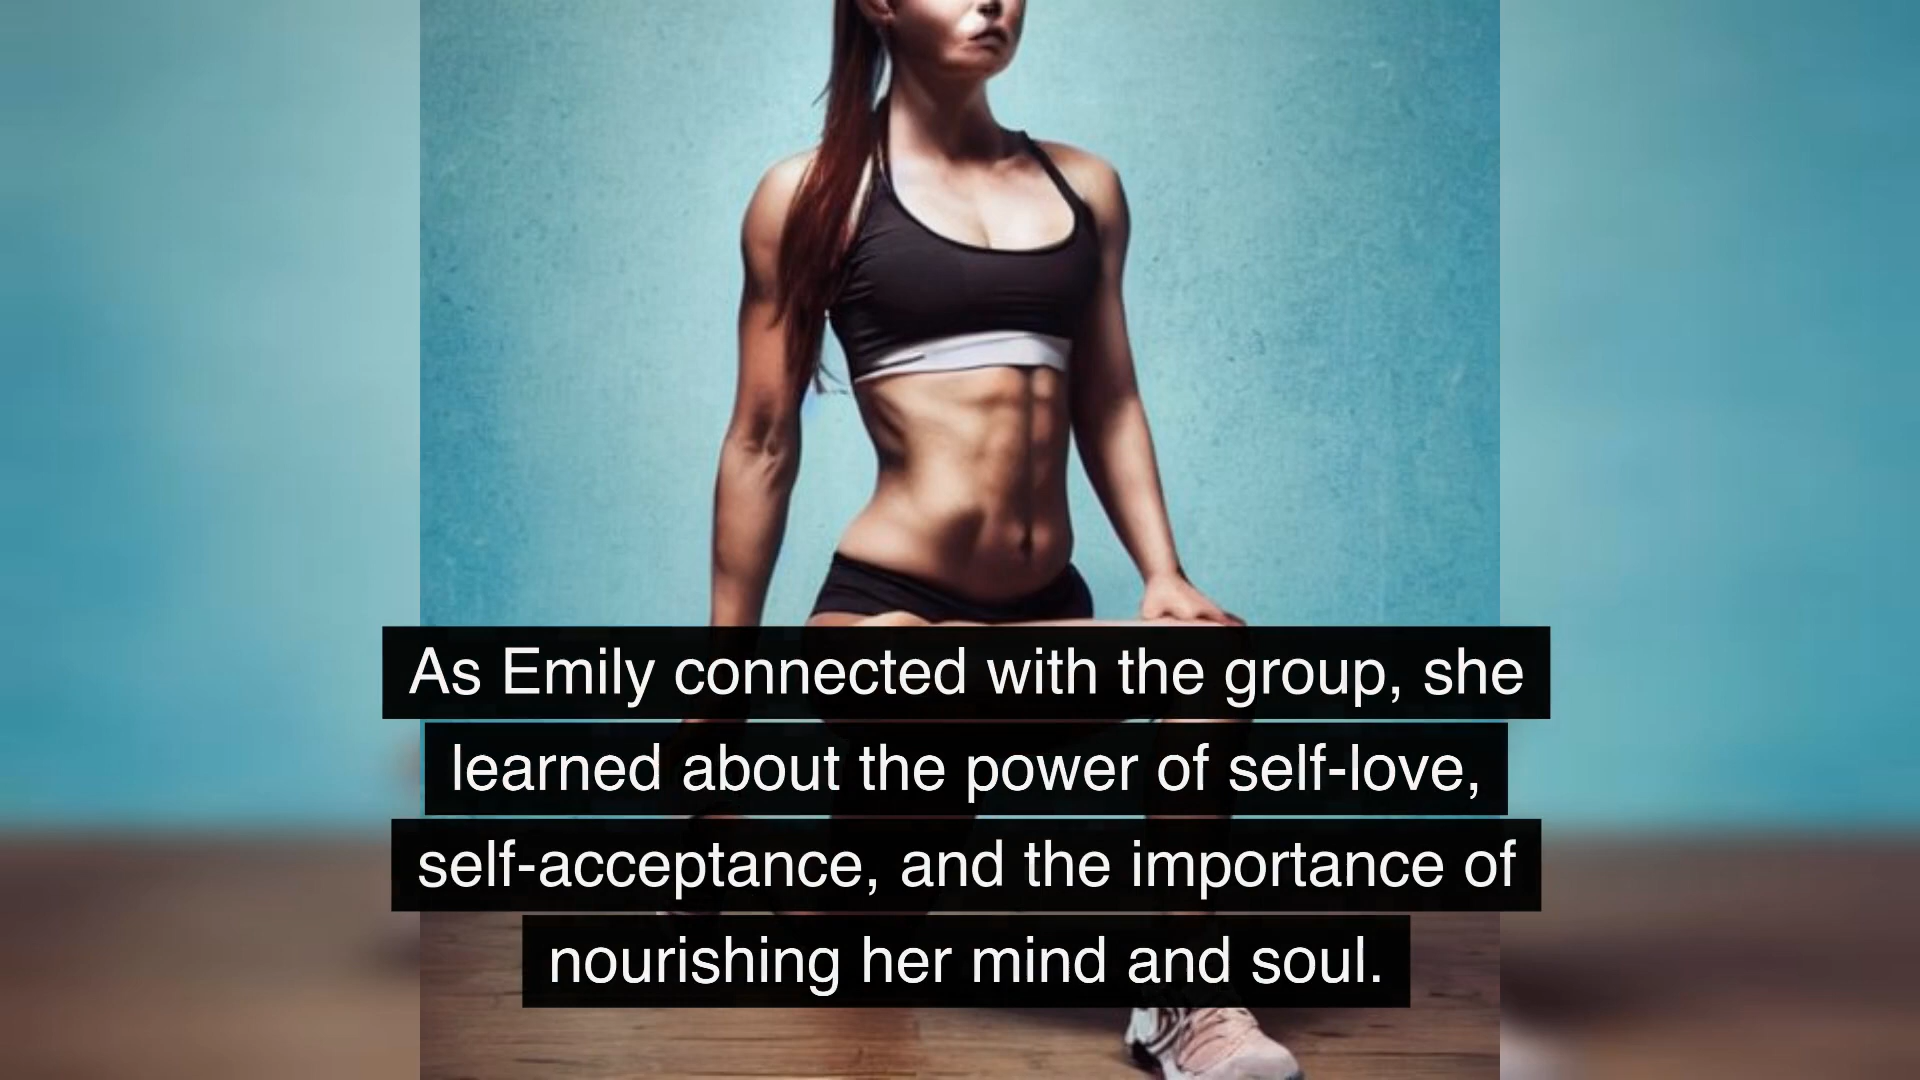 As Emily connected with the group, she
learned about the power of self-love,
self-acceptance, and the importance of
nourishing her mind and soul.